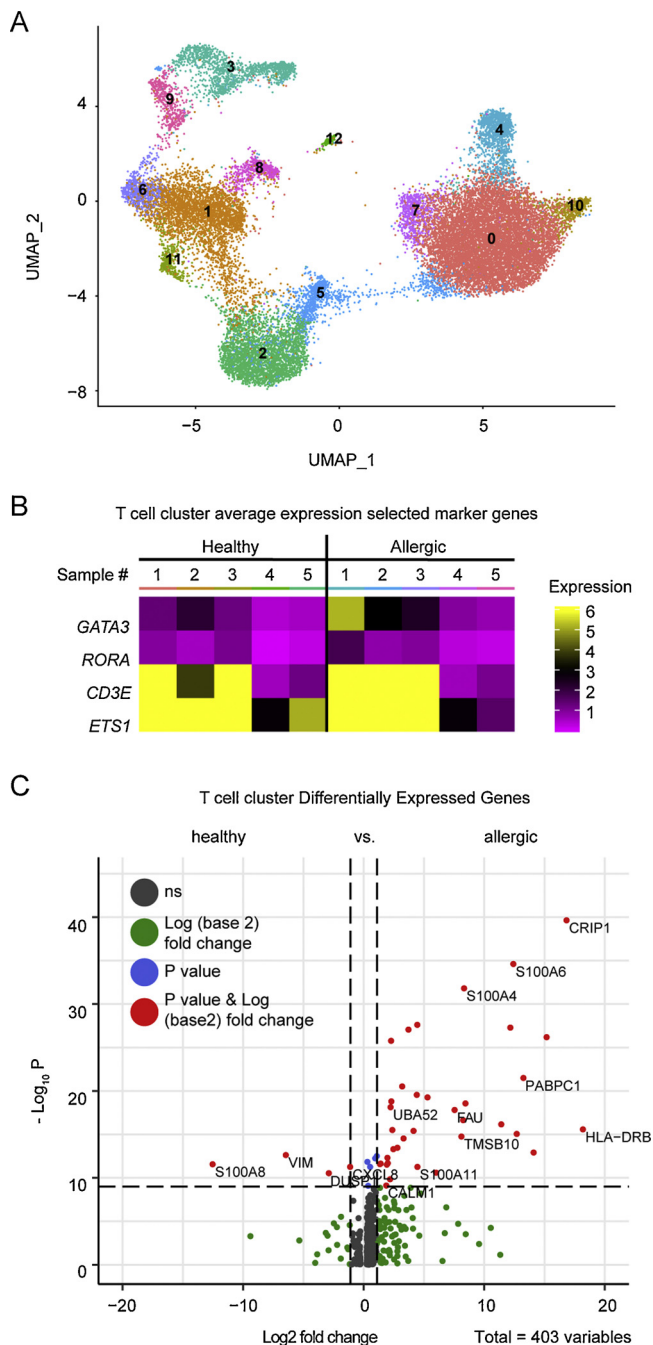 A
4
0
−4
−8
UMAP_2
3
9
12
4
8
6
7
10
1
0
11
5
2
−5
0
5
UMAP_1
B
T cell cluster average expression selected marker genes
Healthy
Allergic
Sample #
1 2 3 4 5 1 2 3 4 5
Expression
GATA3
RORA
CD3E
ETS1
6
5
4
3
2
1
C
T cell cluster Differentially Expressed Genes
healthy vs. allergic
ns
Log (base 2)
fold change
P value
P value & Log
(base2) fold change
40
30
20
10
0
- Log10 P
CRIP1
S100A6
S100A4
PABPC1
UBA52
FAU
HLA-DRB
TMSB10
VIM
S100A8
CXCL8
S100A11
CALM1
−20
−10
0
10
20
Log2 fold change
Total = 403 variables